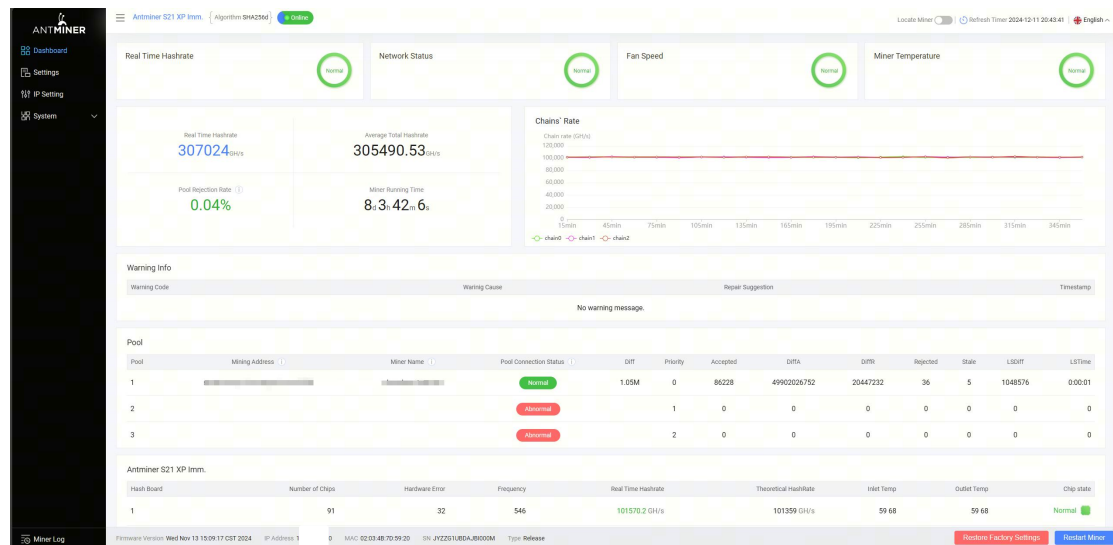 ANTMINER
Antminer S21 XP Imm. Algorithm SHA256d Online
Locate Miner Refresh Timer 2024-12-11 20:43:41 English
Dashboard
Settings
IP Setting
System
Miner Log
Real Time Hashrate Normal
Network Status Normal
Fan Speed Normal
Miner Temperature Normal
Real Time Hashrate
307024GH/s
Average Total Hashrate
305490.53GH/s
Pool Rejection Rate
0.04%
Miner Running Time
8d 3h 42m 6s
Chains' Rate
Chain rate (GH/s)
120,000
100,000
80,000
60,000
40,000
20,000
0
15min 45min 75min 105min 135min 165min 195min 225min 255min 285min 315min 345min
chain0 chain1 chain2
Warning Info
Warning Code Warinig Cause Repair Suggestion Timestamp
No warning message.
Pool
Pool Mining Address Miner Name Pool Connection Status Diff Priority Accepted DiffA DiffR Rejected Stale LSDiff LSTime
1 Normal 1.05M 0 86228 49902026752 20447232 36 5 1048576 0:00:01
2 Abnormal 1 0 0 0 0 0 0 0
3 Abnormal 2 0 0 0 0 0 0 0
Antminer S21 XP Imm.
Hash Board Number of Chips Hardware Error Frequency Real Time Hashrate Theoretical HashRate Inlet Temp Outlet Temp Chip state
1 91 32 546 101570.2 GH/s 101359 GH/s 59 68 59 68 Normal
Firmware Version Wed Nov 13 15:09:17 CST 2024 IP Address 1 0 MAC 02:03:4B:7D:59:20 SN JYZZG1UBDAJBI000M Type Release
Restore Factory Settings Restart Miner